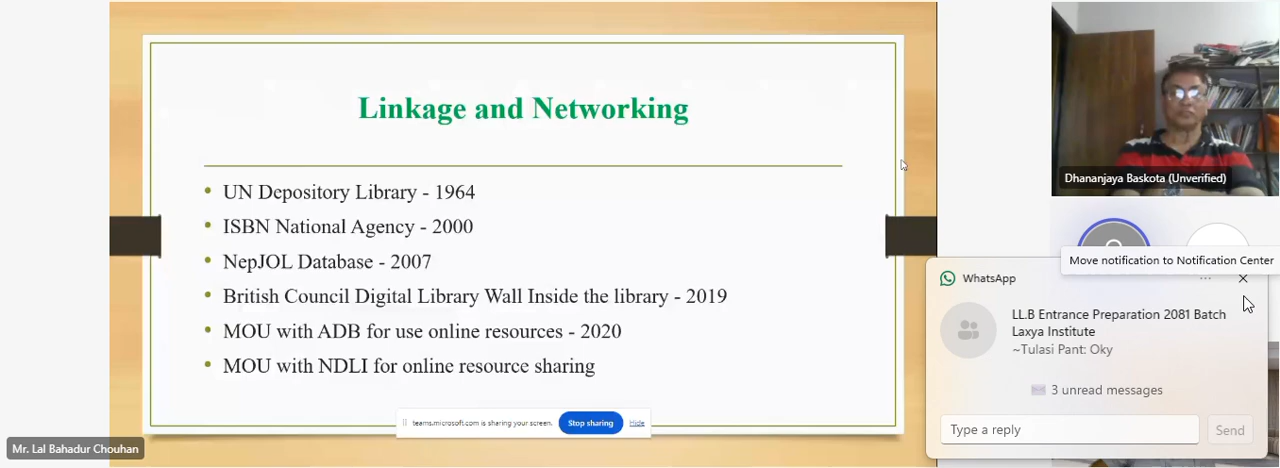 Linkage and Networking
UN Depository Library - 1964
ISBN National Agency - 2000
NepJOL Database - 2007
British Council Digital Library Wall Inside the library - 2019
MOU with ADB for use online resources - 2020
MOU with NDLI for online resource sharing
teams.microsoft.com is sharing your screen.
Stop sharing
Hide
Mr. Lal Bahadur Chouhan
Dhananjaya Baskota (Unverified)
Move notification to Notification Center
WhatsApp
LL.B Entrance Preparation 2081 Batch
Laxya Institute
~Tulasi Pant: Oky
3 unread messages
Type a reply
Send